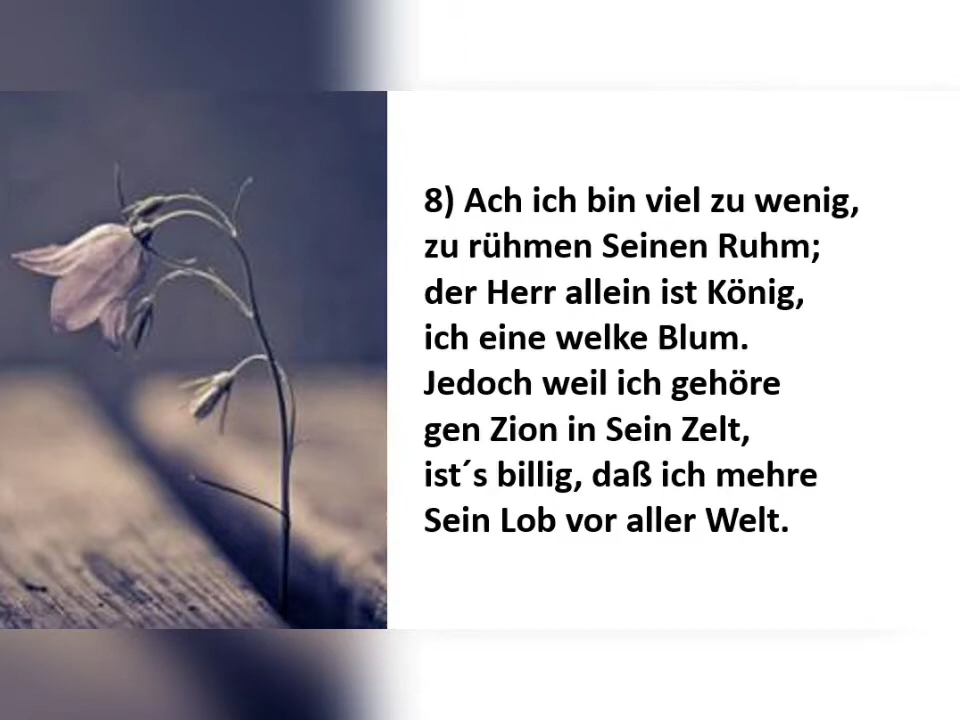 8) Ach ich bin viel zu wenig,
zu rühmen Seinen Ruhm;
der Herr allein ist König,
ich eine welke Blum.
Jedoch weil ich gehöre
gen Zion in Sein Zelt,
ist´s billig, daß ich mehre
Sein Lob vor aller Welt.